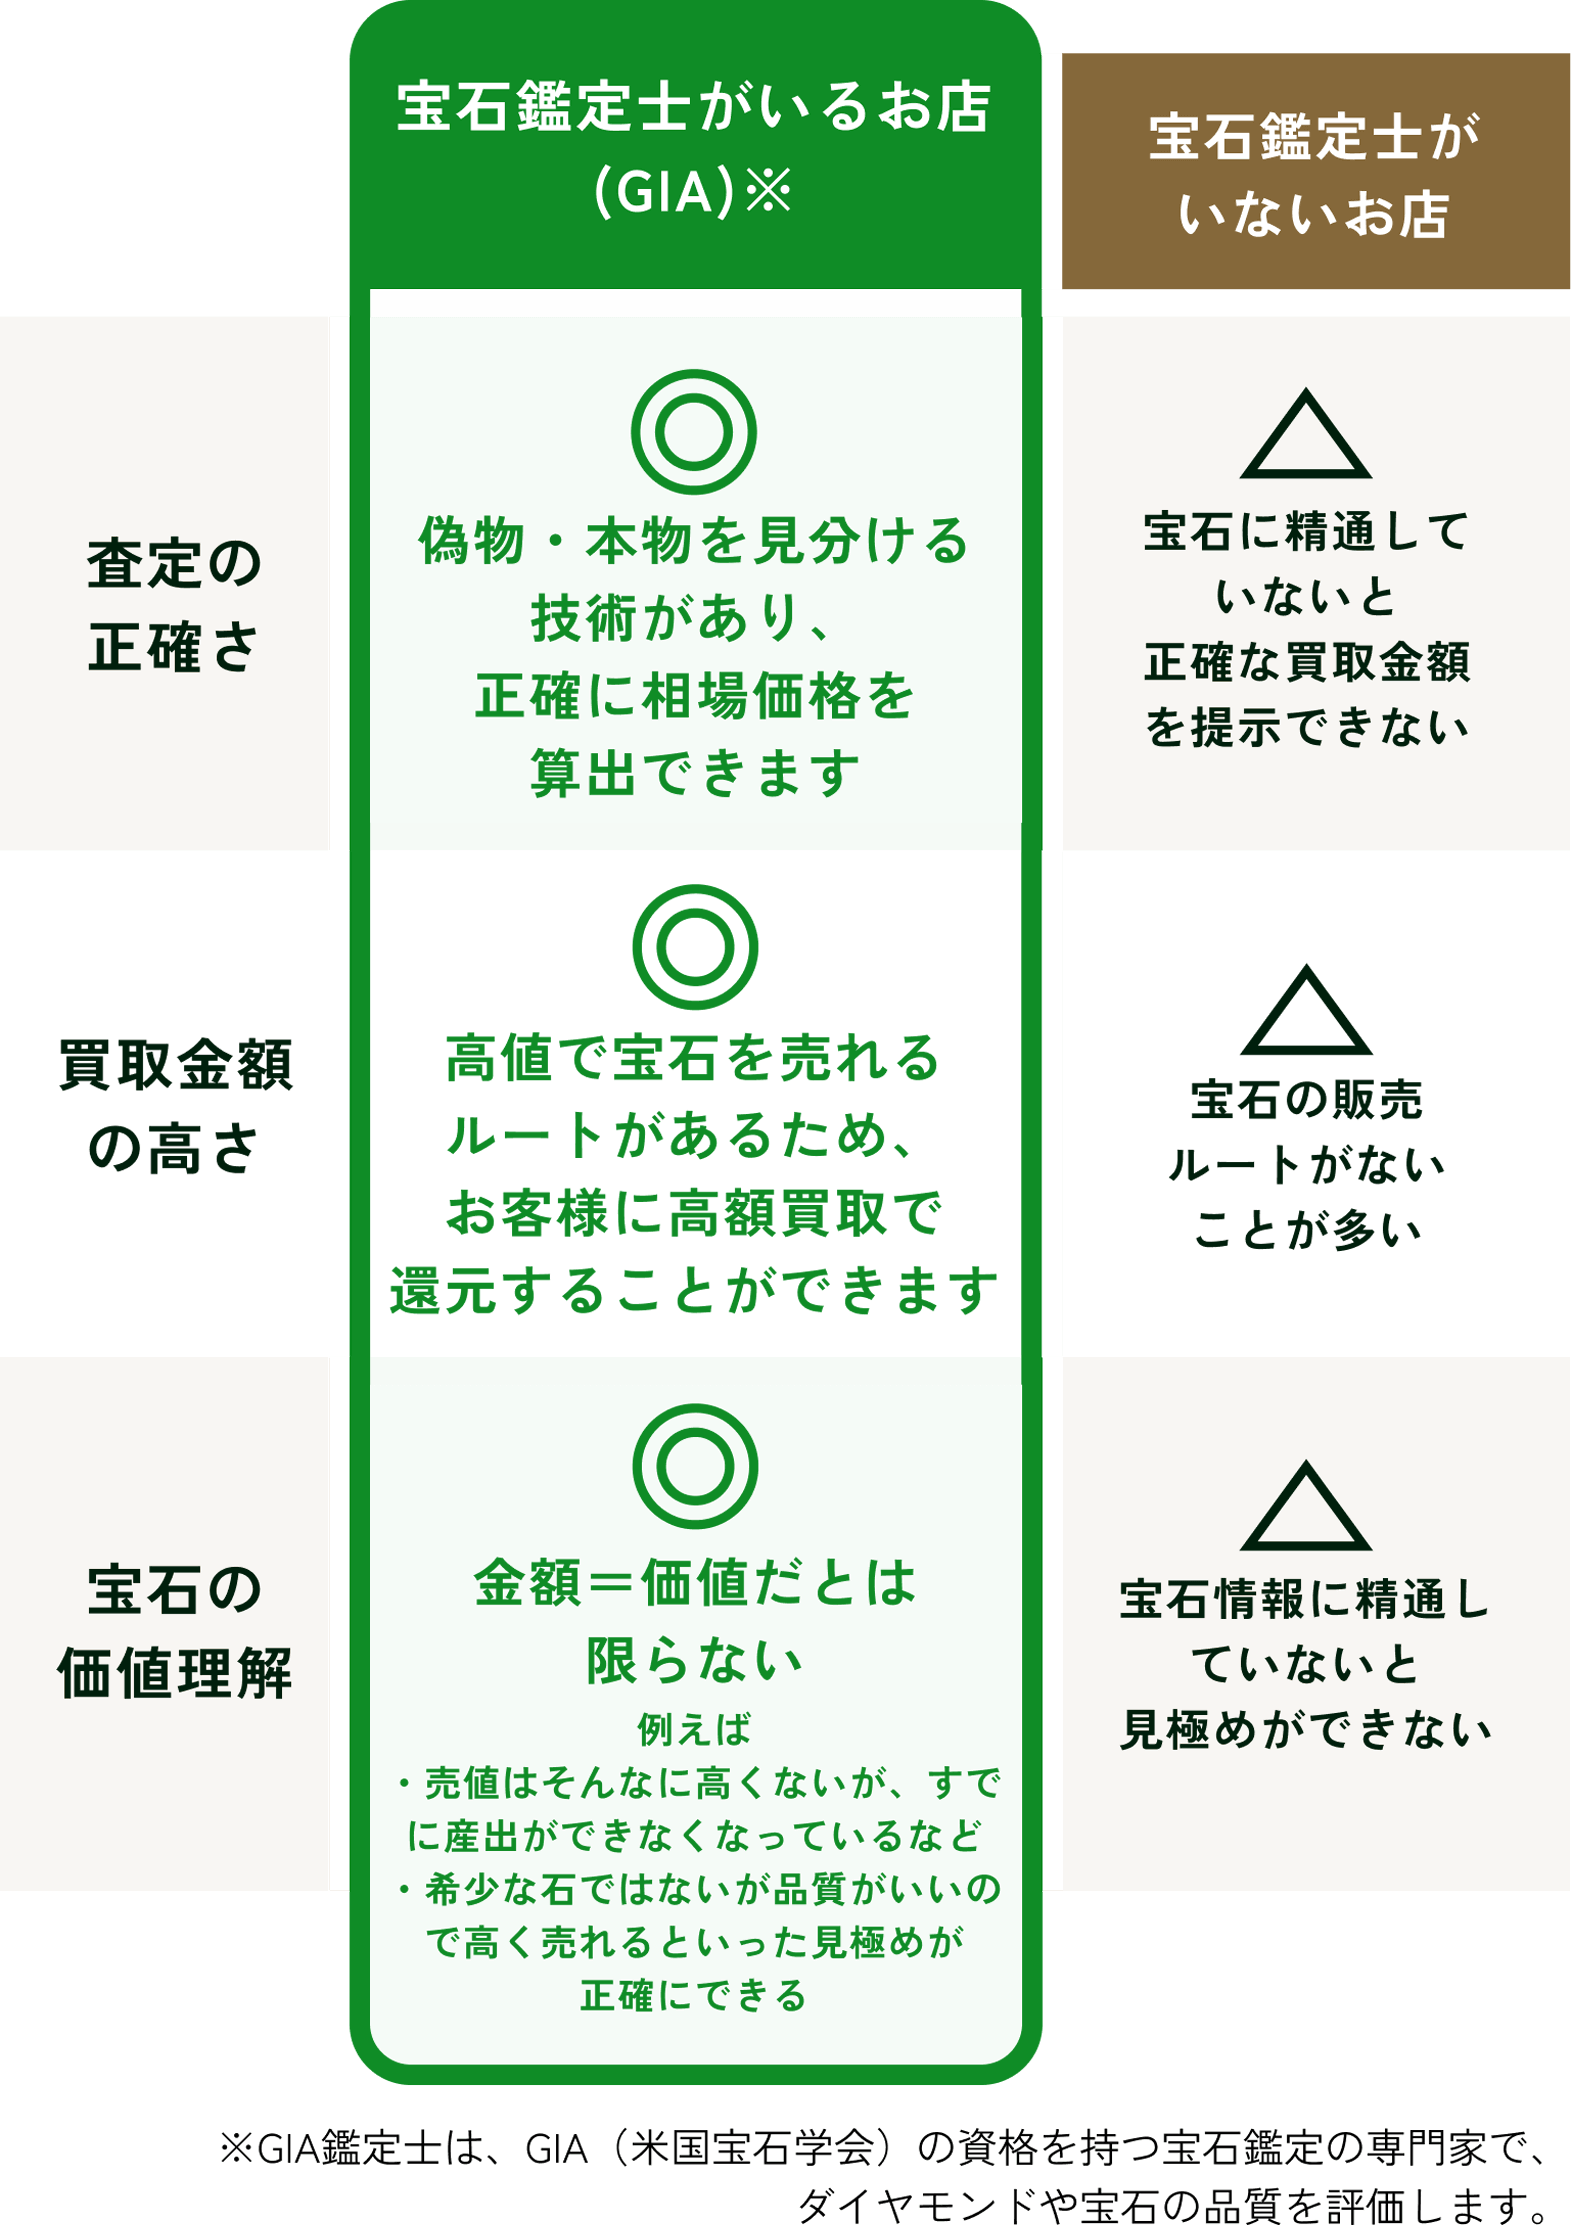 宝石鑑定士がいるお店
(GIA)※
宝石鑑定士が
いないお店
査定の
正確さ
◎
偽物・本物を見分ける
技術があり、
正確に相場価格を
算出できます
△
宝石に精通して
いないと
正確な買取金額
を提示できない
買取金額
の高さ
◎
高値で宝石を売れる
ルートがあるため、
お客様に高額買取で
還元することができます
△
宝石の販売
ルートがない
ことが多い
宝石の
価値理解
◎
金額＝価値だとは
限らない
例えば
・売値はそんなに高くないが、すで
に産出ができなくなっているなど
・希少な石ではないが品質がいいの
で高く売れるといった見極めが
正確にできる
△
宝石情報に精通し
ていないと
見極めができない
※GIA鑑定士は、GIA（米国宝石学会）の資格を持つ宝石鑑定の専門家で、
ダイヤモンドや宝石の品質を評価します。